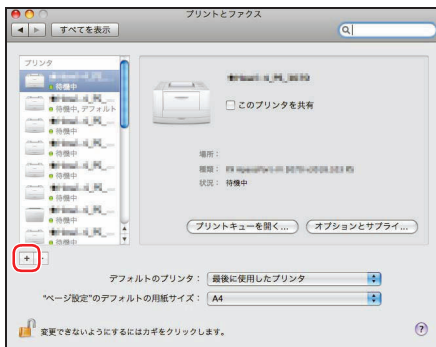 プリントとファクス
すべてを表示
プリンタ
待機中
待機中, デフォルト
待機中
待機中
待機中
待機中
このプリンタを共有
場所：
種類：
状況： 待機中
プリントキューを開く...
オプションとサプライ...
+
-
デフォルトのプリンタ： 最後に使用したプリンタ
"ページ設定"のデフォルトの用紙サイズ： A4
変更できないようにするにはカギをクリックします。
?